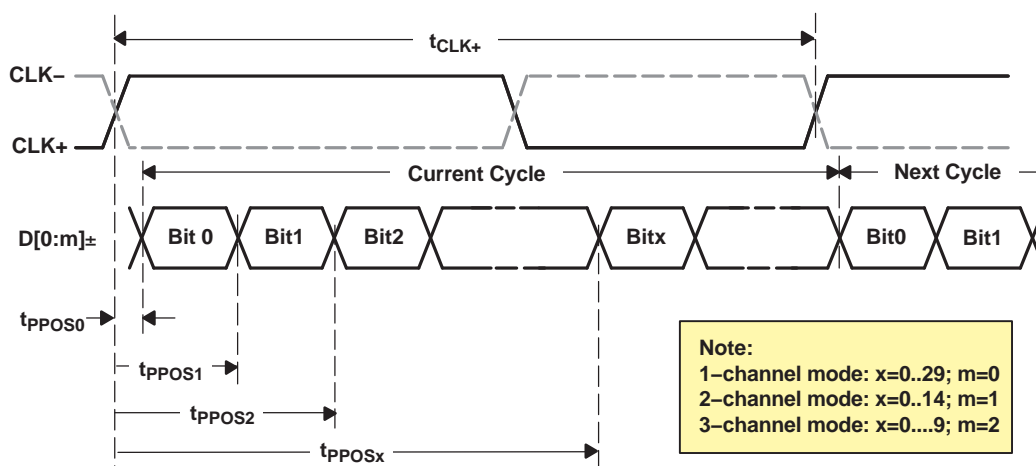 tCLK+
CLK–
CLK+
Current Cycle
Next Cycle
D[0:m]±
Bit 0
Bit1
Bit2
Bitx
Bit0
Bit1
tPPOS0
tPPOS1
tPPOS2
tPPOSx
Note:
1–channel mode: x=0..29; m=0
2–channel mode: x=0..14; m=1
3–channel mode: x=0....9; m=2